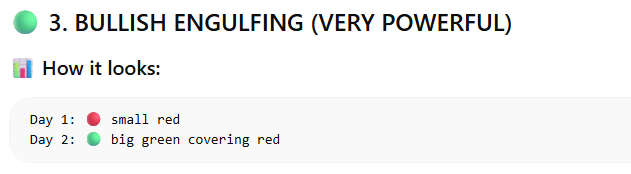 🟢 3. BULLISH ENGULFING (VERY POWERFUL)
📊 How it looks:
Day 1: 🔴 small red
Day 2: 🟢 big green covering red